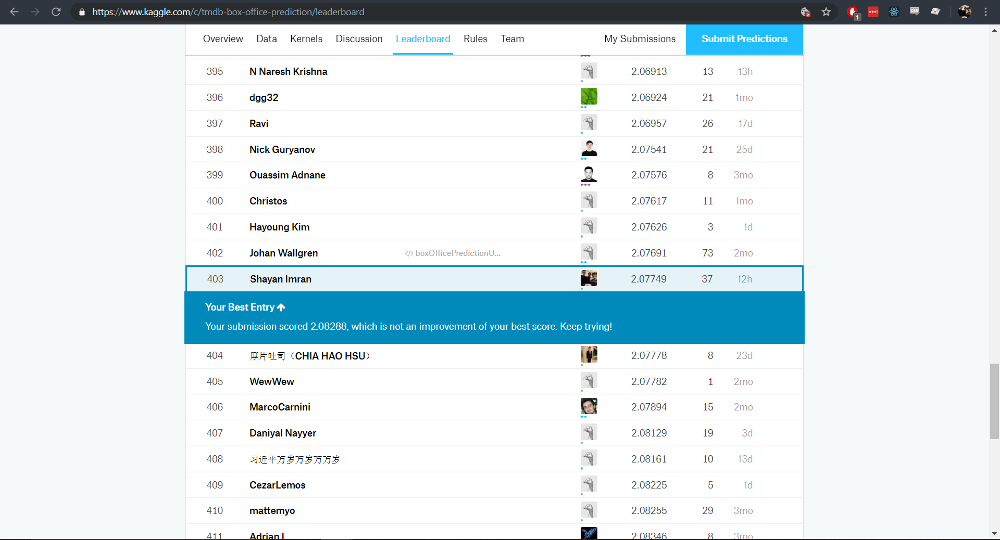 https://www.kaggle.com/c/tmdb-box-office-prediction/leaderboard
1
Overview Data Kernels Discussion Leaderboard Rules Team My Submissions Submit Predictions
395 N Naresh Krishna 2.06913 13 13h
396 dgg32 2.06924 21 1mo
397 Ravi 2.06957 26 17d
398 Nick Guryanov 2.07541 21 25d
399 Ouassim Adnane 2.07576 8 3mo
400 Christos 2.07617 11 1mo
401 Hayoung Kim 2.07626 3 1d
402 Johan Wallgren </> boxOfficePredictionU... 2.07691 73 2mo
403 Shayan Imran 2.07749 37 12h
Your Best Entry
Your submission scored 2.08288, which is not an improvement of your best score. Keep trying!
404 厚片吐司（CHIA HAO HSU） 2.07778 8 23d
405 WewWew 2.07782 1 2mo
406 MarcoCarnini 2.07894 15 2mo
407 Daniyal Nayyer 2.08129 19 3d
408 习近平万岁万岁万万岁 2.08161 10 13d
409 CezarLemos 2.08225 5 1d
410 mattemyo 2.08255 29 3mo
411 Adrian L 2.08346 8 3mo